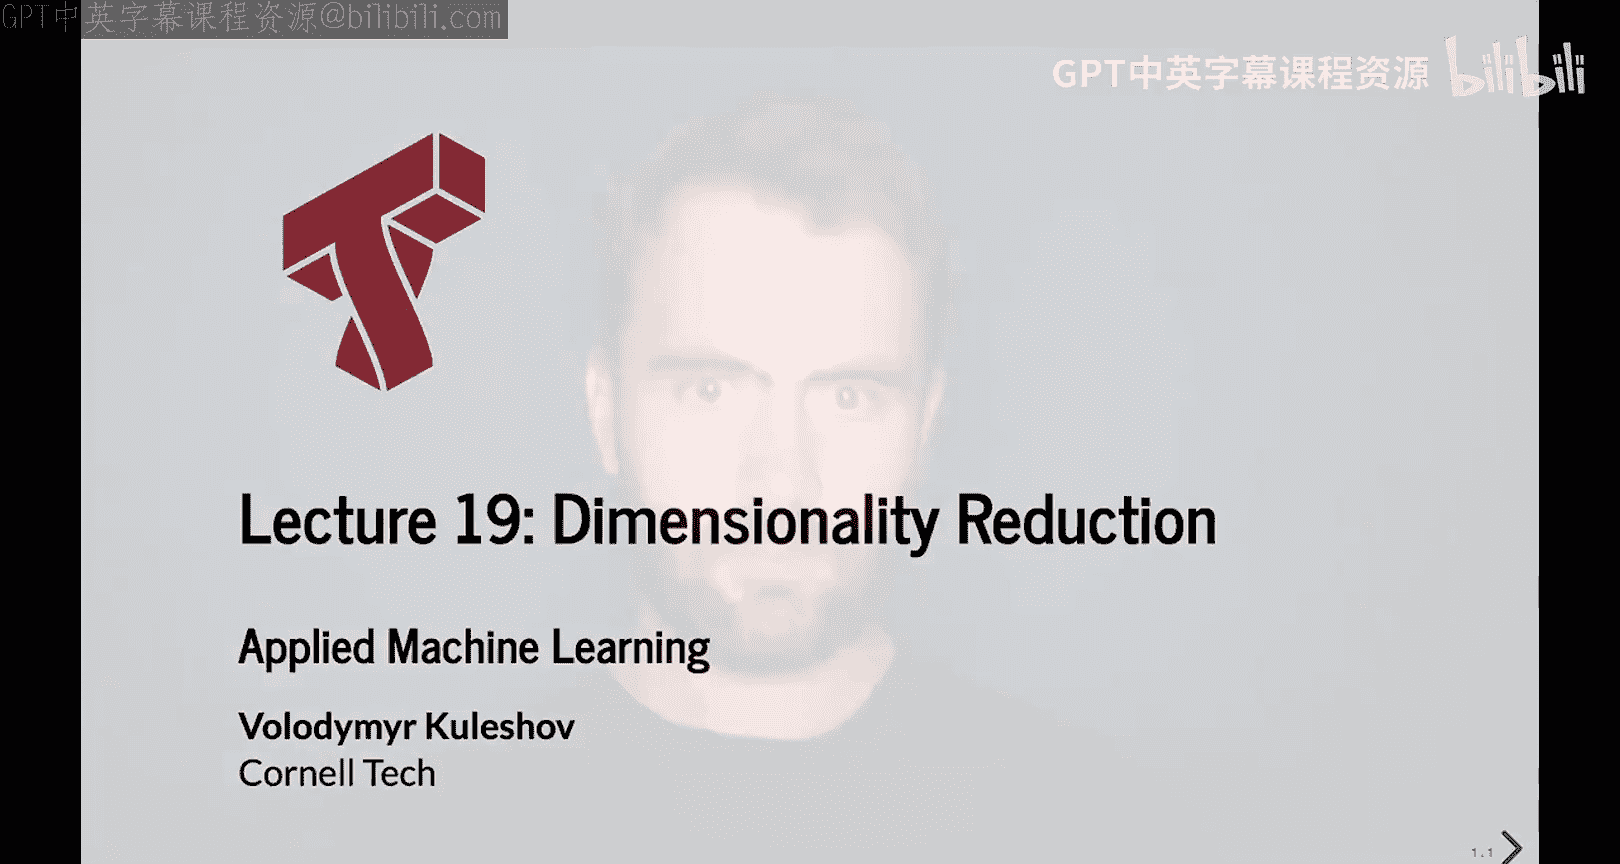 GPT中英字幕课程资源@bilibili.com
GPT中英字幕课程资源 bilibili
Lecture 19: Dimensionality Reduction
Applied Machine Learning
Volodymyr Kuleshov
Cornell Tech
1.1